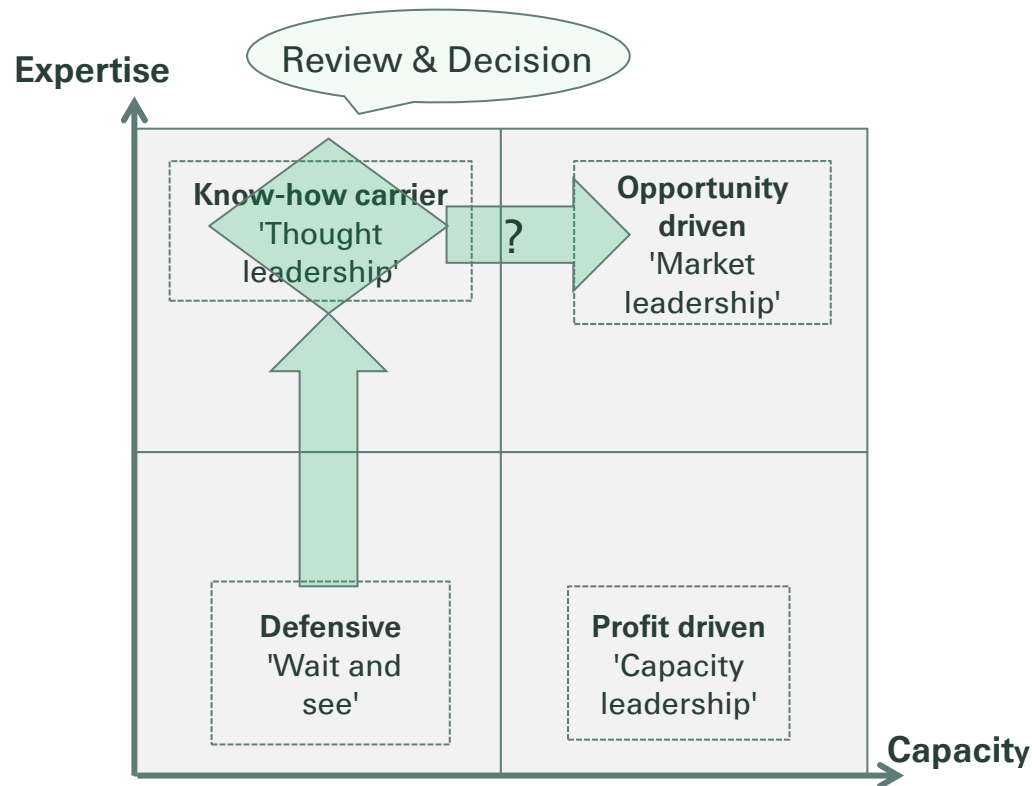 Review & Decision
Expertise
Know-how carrier
'Thought
leadership'
?
Opportunity
driven
'Market
leadership'
Defensive
'Wait and
see'
Profit driven
'Capacity
leadership'
Capacity